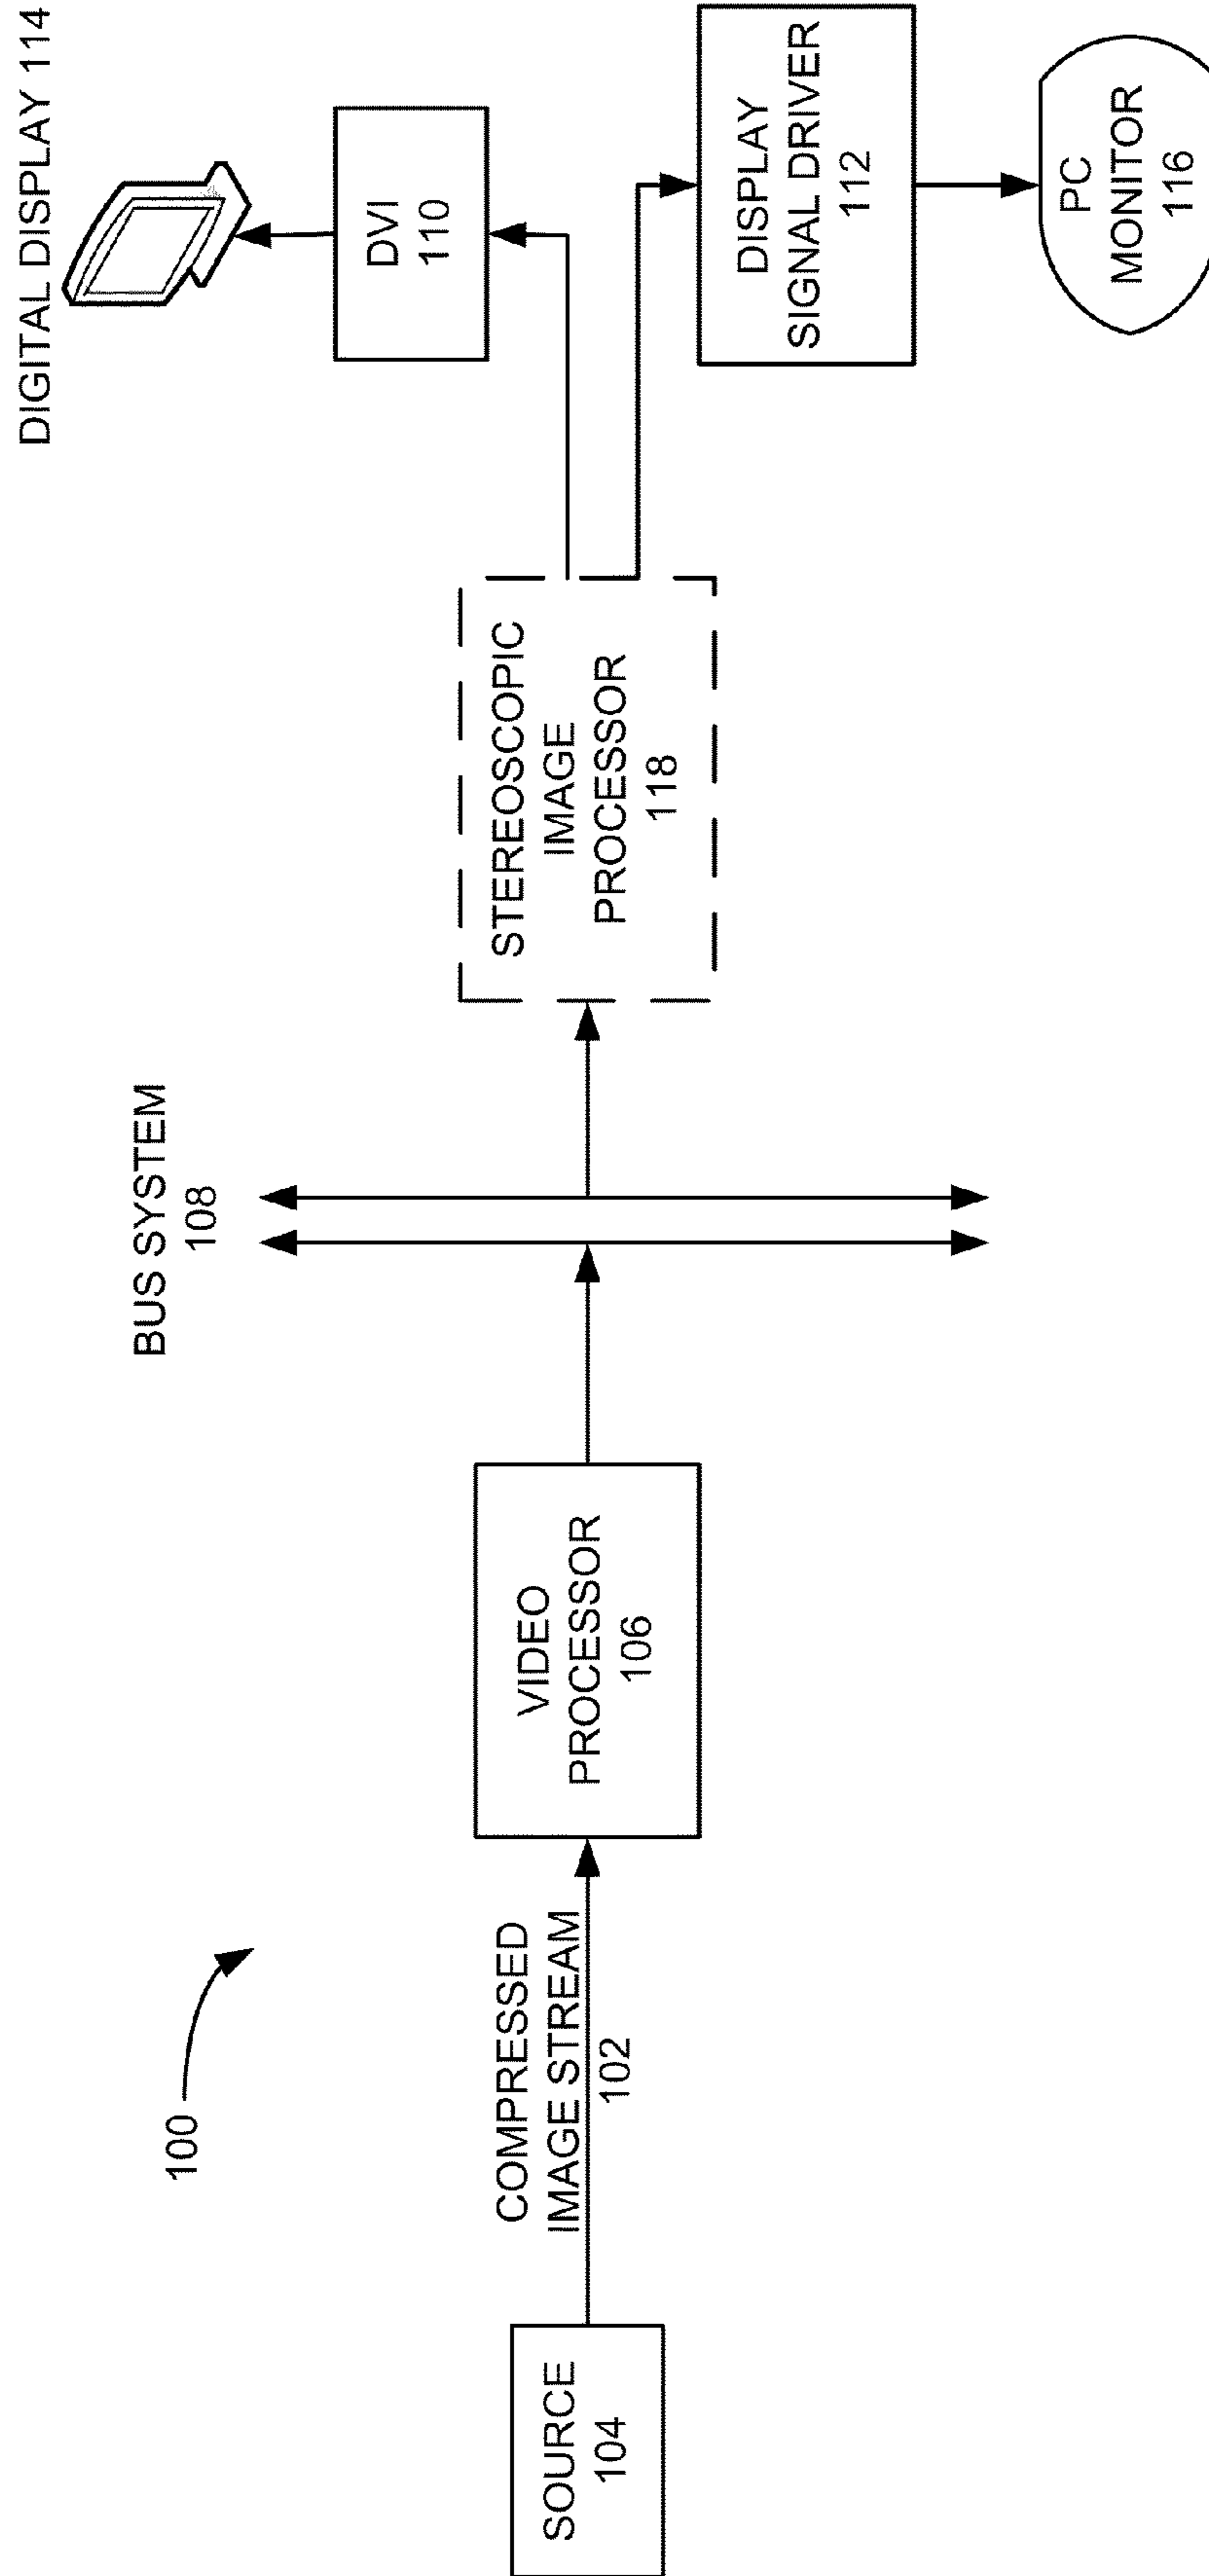 100
SOURCE
104
COMPRESSED
IMAGE STREAM
102
VIDEO
PROCESSOR
106
BUS SYSTEM
108
STEREOSCOPIC
IMAGE
PROCESSOR
118
DIGITAL DISPLAY 114
DVI
110
DISPLAY
SIGNAL DRIVER
112
PC
MONITOR
116